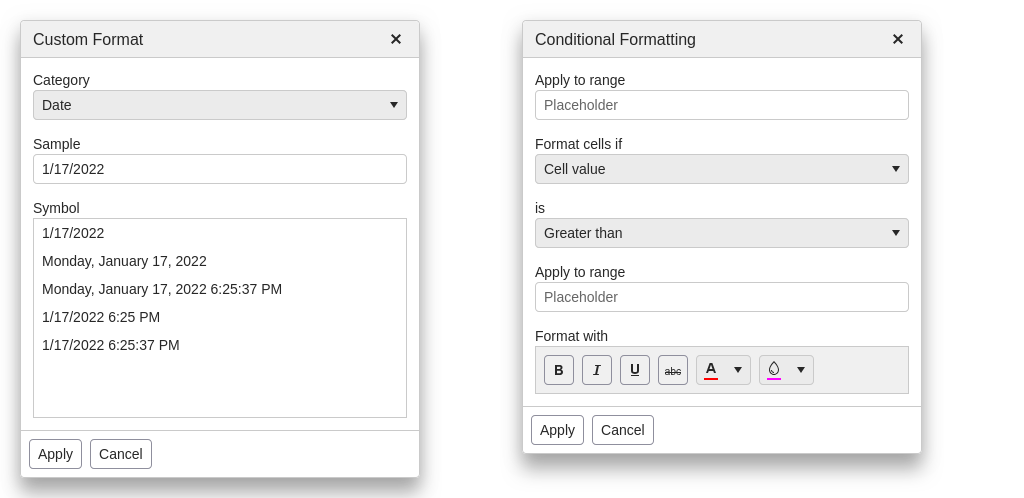 Custom Format
Category
Date
Sample
1/17/2022
Symbol
1/17/2022
Monday, January 17, 2022
Monday, January 17, 2022 6:25:37 PM
1/17/2022 6:25 PM
1/17/2022 6:25:37 PM
Apply Cancel
Conditional Formatting
Apply to range
Placeholder
Format cells if
Cell value
is
Greater than
Apply to range
Placeholder
Format with
B I U abc A
Apply Cancel